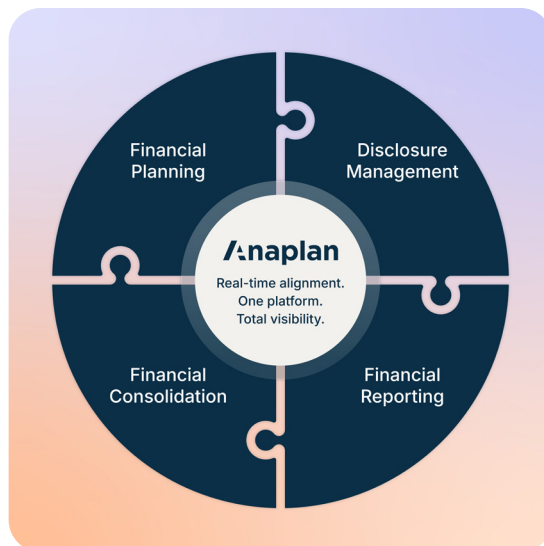 Financial
Planning
Disclosure
Management
Anaplan
Real-time alignment.
One platform.
Total visibility.
Financial
Consolidation
Financial
Reporting